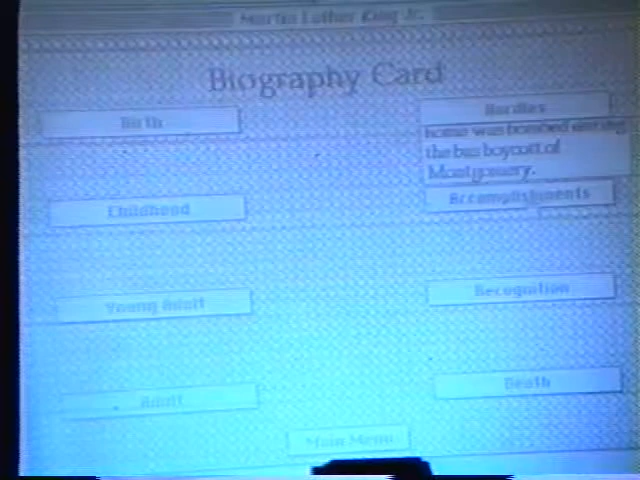 Martin Luther King Jr.
Biography Card
Birth
Hurdles
home was bombed during
the bus boycott of
Montgomery.
Childhood
Accomplishments
Young Adult
Recognition
Adult
Death
Main Menu